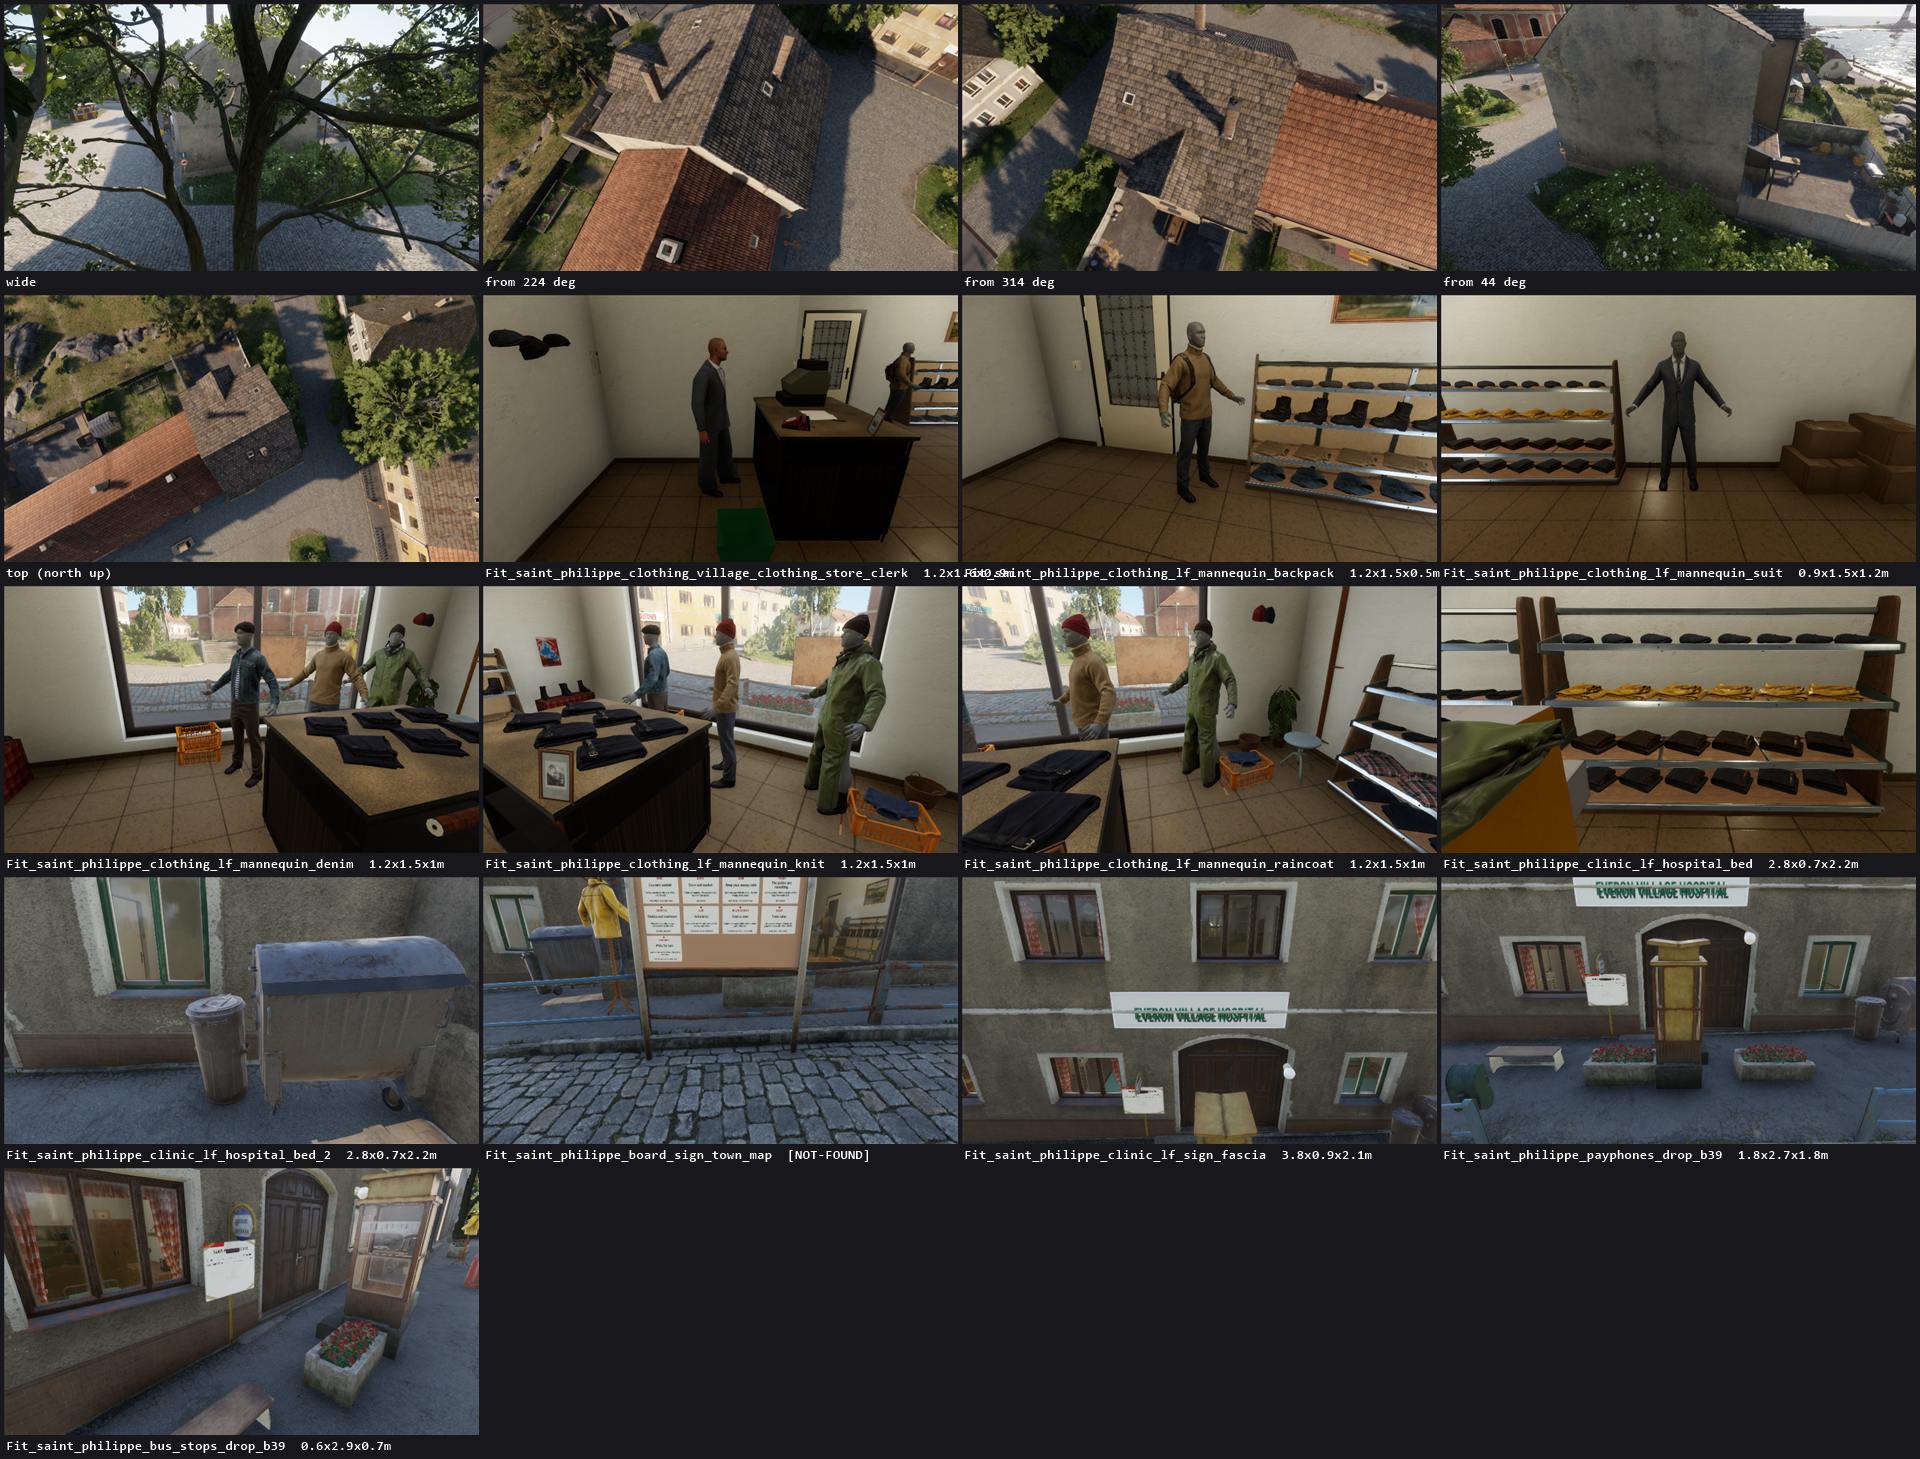 wide
from 224 deg
from 314 deg
from 44 deg
top (north up)
Fit_saint_philippe_clothing_village_clothing_store_clerk
Fit_saint_philippe_clothing_lf_mannequin_backpack 1.2x1.5x0.5m
Fit_saint_philippe_clothing_lf_mannequin_suit 0.9x1.5x1.2m
Fit_saint_philippe_clothing_lf_mannequin_denim 1.2x1.5x1m
Fit_saint_philippe_clothing_lf_mannequin_knit 1.2x1.5x1m
Fit_saint_philippe_clothing_lf_mannequin_raincoat 1.2x1.5x1m
Fit_saint_philippe_clinic_lf_hospital_bed 2.8x0.7x2.2m
EVERON VILLAGE HOSPITAL
EVERON VILLAGE HOSPITAL
Fit_saint_philippe_clinic_lf_hospital_bed_2 2.8x0.7x2.2m
Fit_saint_philippe_board_sign_town_map [NOT-FOUND]
Fit_saint_philippe_clinic_lf_sign_fascia 3.8x0.9x2.1m
Fit_saint_philippe_payphones_drop_b39 1.8x2.7x1.8m
Fit_saint_philippe_bus_stops_drop_b39 0.6x2.9x0.7m